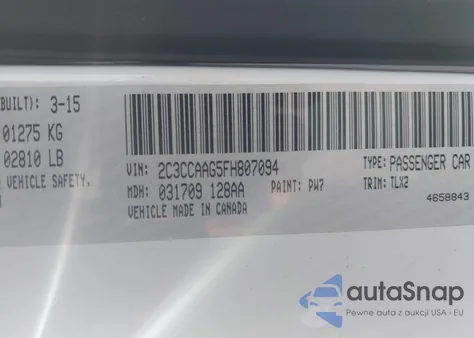 (BUILT): 3-15
01275 KG
02810 LB
VEHICLE SAFETY,
VIN: 2C3CCAAG5FH807094
TYPE: PASSENGER CAR
MDH: 031709 128AA
PAINT: PW7
TRIM: TLX2
VEHICLE MADE IN CANADA
4658843
autoSnap
Pewne auta z aukcji USA - EU